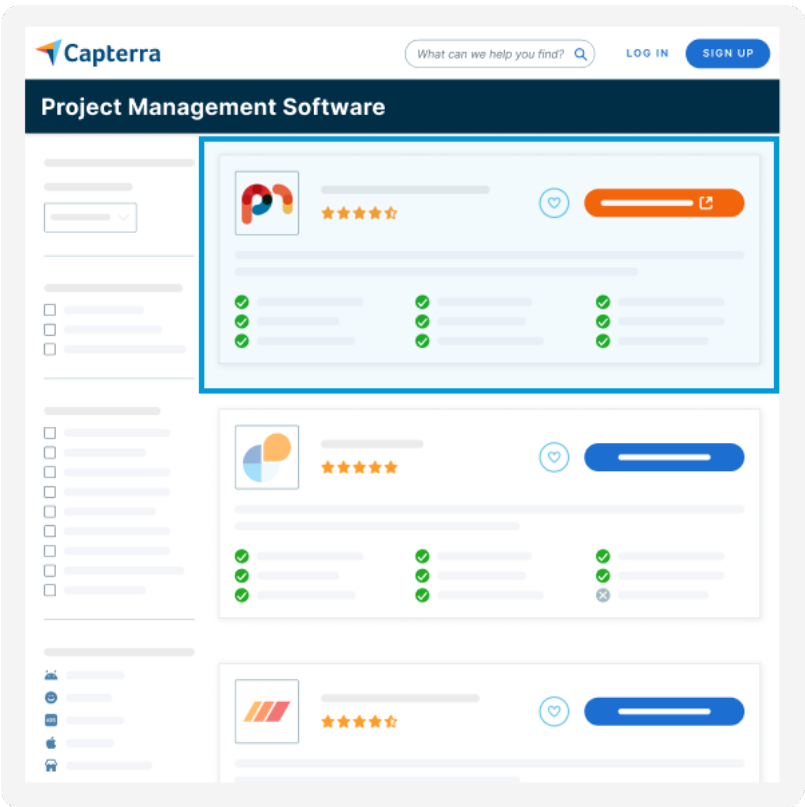 Capterra
What can we help you find?
LOG IN
SIGN UP
Project Management Software